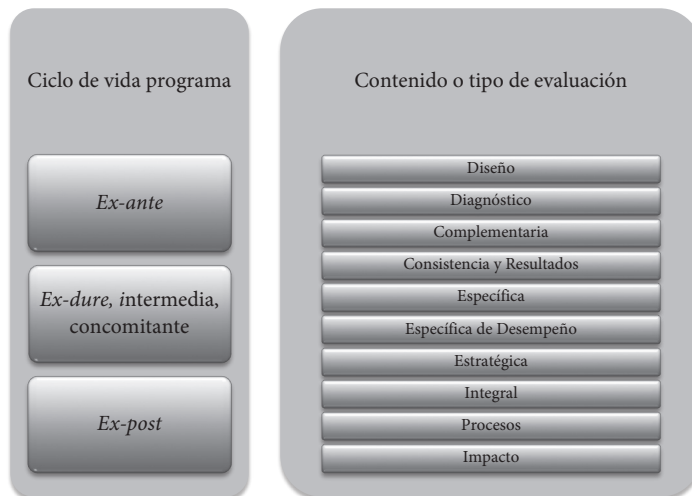 Ciclo de vida programa
Ex-ante
Ex-dure, intermedia,
concomitante
Ex-post
Contenido o tipo de evaluación
Diseño
Diagnóstico
Complementaria
Consistencia y Resultados
Específica
Específica de Desempeño
Estratégica
Integral
Procesos
Impacto